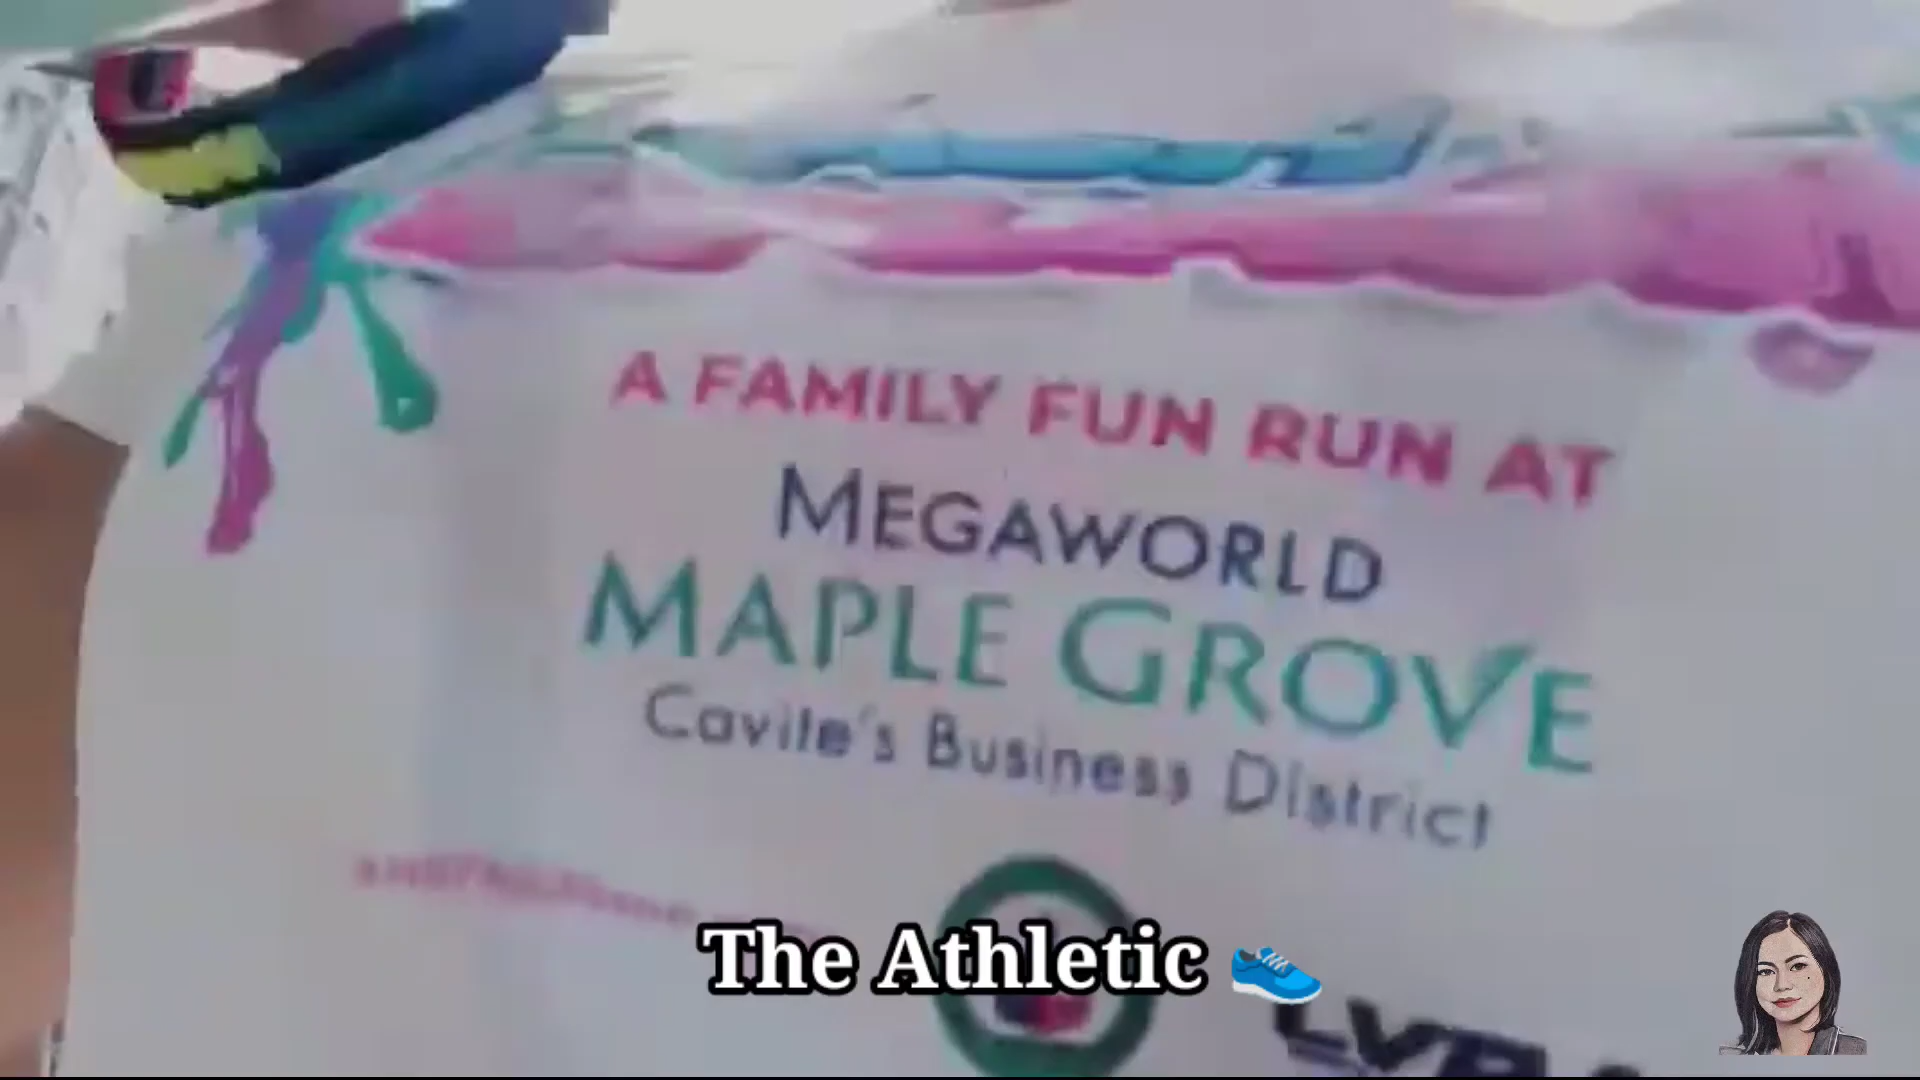 A FAMILY FUN RUN AT
MEGAWORLD
MAPLE GROVE
Cavite's Business District
The Athletic 👟